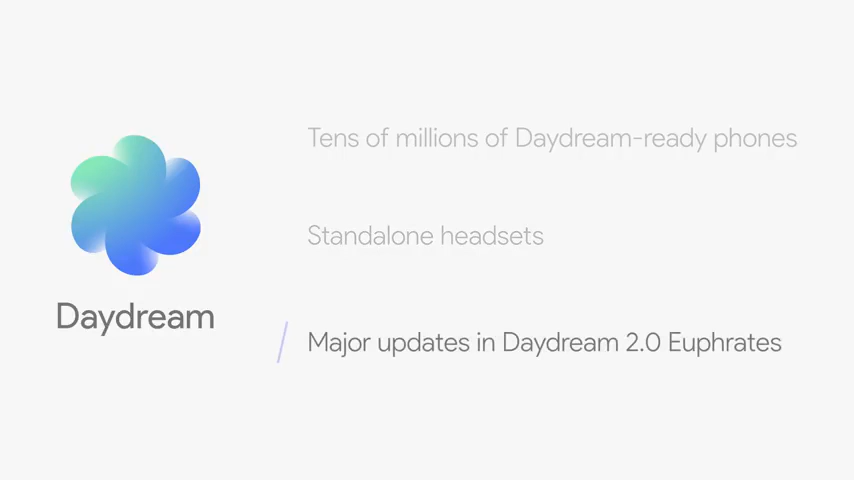 Tens of millions of Daydream-ready phones
Standalone headsets
Daydream
Major updates in Daydream 2.0 Euphrates